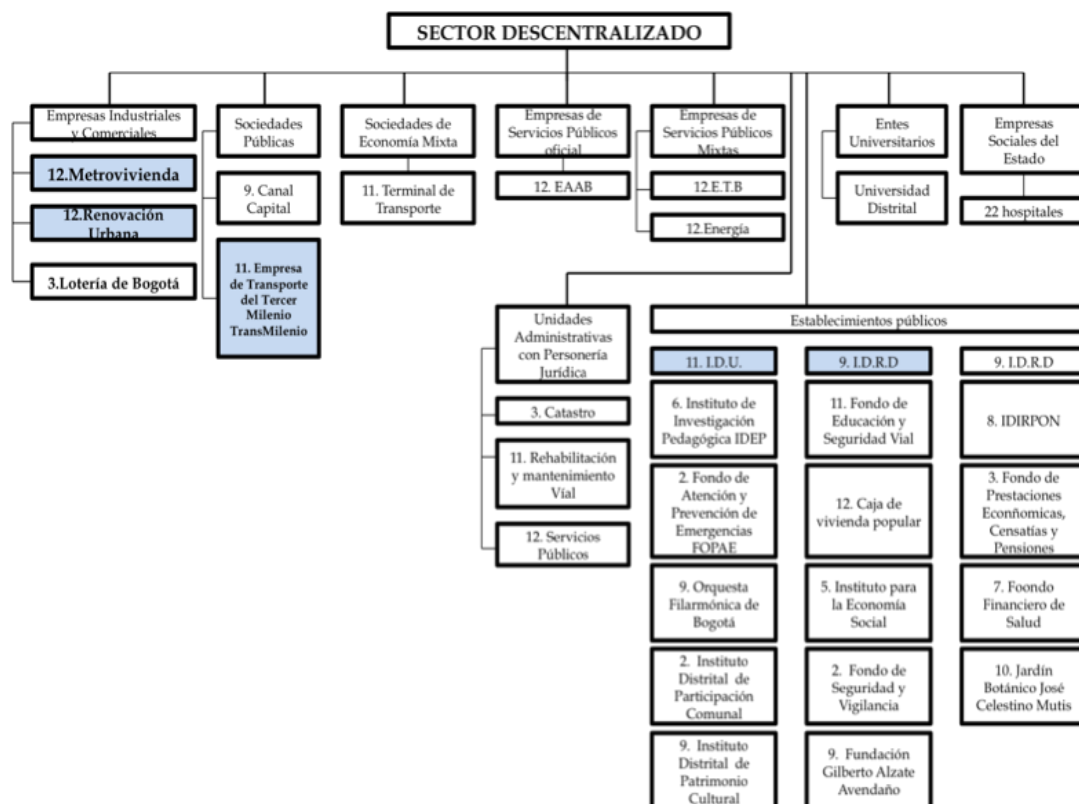 SECTOR DESCENTRALIZADO
Empresas Industriales
y Comerciales
12.Metrovivienda
12.Renovación
Urbana
3.Lotería de Bogotá
Sociedades
Públicas
9. Canal
Capital
11. Empresa
de Transporte
del Tercer
Milenio
TransMilenio
Sociedades de
Economía Mixta
11. Terminal de
Transporte
Empresas de
Servicios Público
oficial
12. EAAB
Empresas de
Servicios Públicos
Mixtas
12.E.T.B
12.Energía
Entes
Universitarios
Universidad
Distrital
Empresas
Sociales del
Estado
22 hospitales
Unidades
Administrativas
con Personería
Jurídica
3. Catastro
11. Rehabilitación
y mantenimiento
Víal
12. Servicios
Públicos
Establecimientos públicos
11. I.D.U.
6. Instituto de
Investigación
Pedagógica IDEP
2. Fondo de
Atención y
Prevención de
Emergencias
FOPAE
9. Orquesta
Filarmónica de
Bogotá
2. Instituto
Distrital de
Participación
Comunal
9. Instituto
Distrital de
Patrimonio
Cultural
9. I.D.R.D
11. Fondo de
Educación y
Seguridad Vial
12. Caja de
vivienda popular
5. Instituto para
la Economía
Social
2. Fondo de
Seguridad y
Vigilancia
9. Fundación
Gilberto Alzate
Avendaño
9. I.D.R.D
8. IDIRPON
3. Fondo de
Prestaciones
Econñomicas,
Censatías y
Pensiones
7. Foondo
Financiero de
Salud
10. Jardín
Botánico José
Celestino Mutis